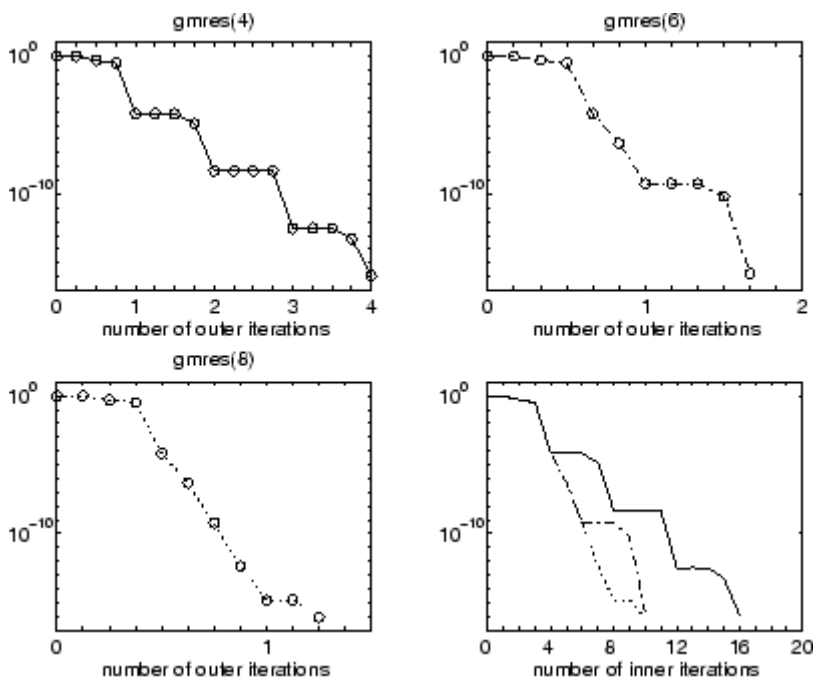 gmres(4)
10^0
10^-10
0 1 2 3 4
number of outer iterations
gmres(6)
10^0
10^-10
0 1 2
number of outer iterations
gmres(8)
10^0
10^-10
0 1
number of outer iterations
10^0
10^-10
0 4 8 12 16 20
number of inner iterations